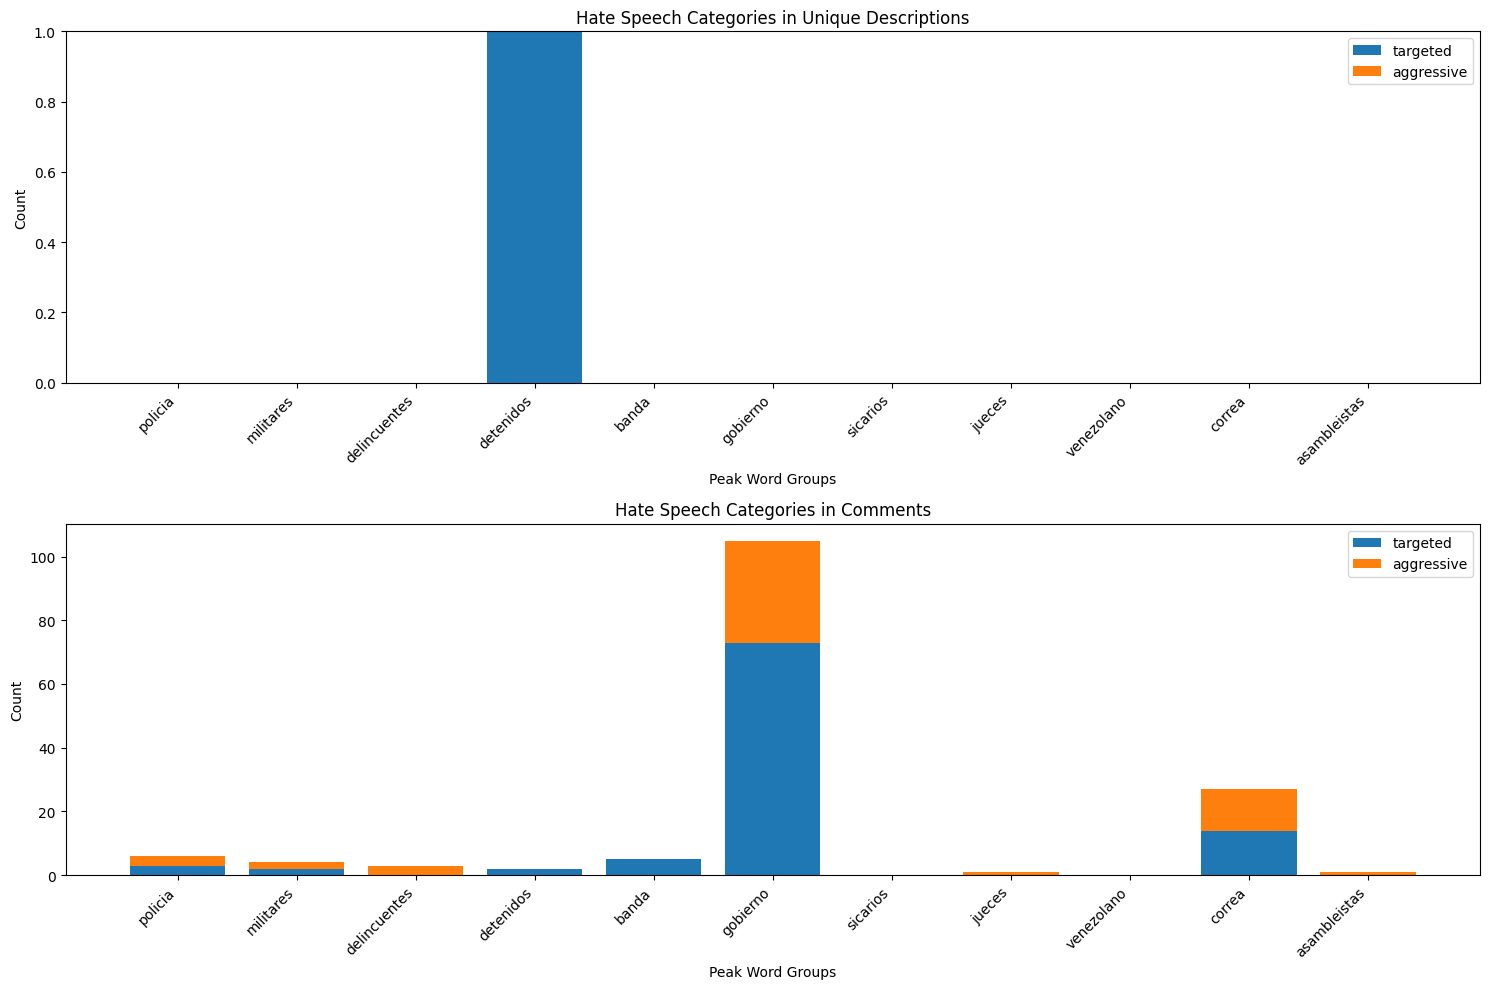 Hate Speech Categories in Unique Descriptions
1.0
0.8
0.6
0.4
0.2
0.0
Count
targeted
aggressive
policia
militares
delincuentes
detenidos
banda
gobierno
sicarios
jueces
venezolano
correa
asambleistas
Peak Word Groups
Hate Speech Categories in Comments
100
80
60
40
20
0
Count
targeted
aggressive
policia
militares
delincuentes
detenidos
banda
gobierno
sicarios
jueces
venezolano
correa
asambleistas
Peak Word Groups